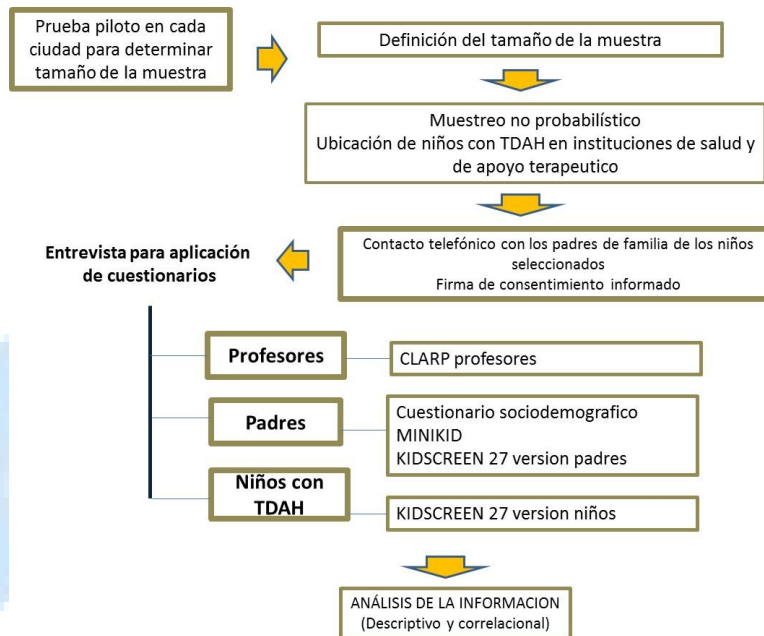 Prueba piloto en cada
ciudad para determinar
tamaño de la muestra
Definición del tamaño de la muestra
Muestreo no probabilístico
Ubicación de niños con TDAH en instituciones de salud y
de apoyo terapeutico
Contacto telefónico con los padres de familia de los niños
seleccionados
Firma de consentimiento informado
Entrevista para aplicación
de cuestionarios
Profesores
CLARP profesores
Padres
Cuestionario sociodemografico
MINIKID
KIDSCREEN 27 version padres
Niños con
TDAH
KIDSCREEN 27 version niños
ANÁLISIS DE LA INFORMACION
(Descriptivo y correlacional)